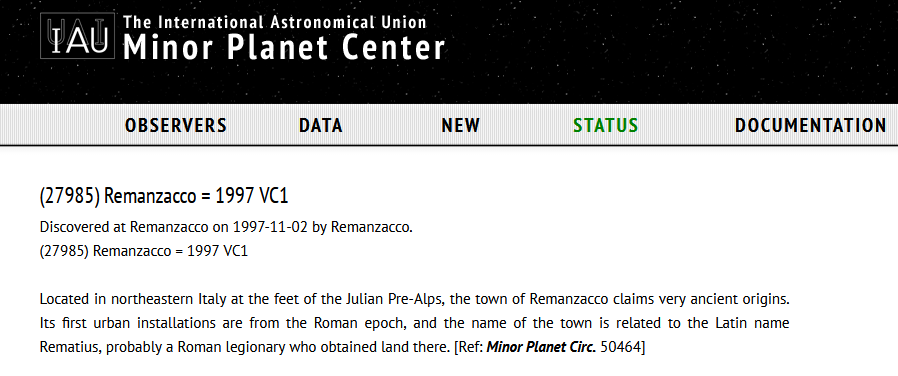 IAU
The International Astronomical Union
Minor Planet Center
OBSERVERS DATA NEW STATUS DOCUMENTATION
(27985) Remanzacco = 1997 VC1
Discovered at Remanzacco on 1997-11-02 by Remanzacco.
(27985) Remanzacco = 1997 VC1
Located in northeastern Italy at the feet of the Julian Pre-Alps, the town of Remanzacco claims very ancient origins.
Its first urban installations are from the Roman epoch, and the name of the town is related to the Latin name
Rematius, probably a Roman legionary who obtained land there. [Ref: Minor Planet Circ. 50464]